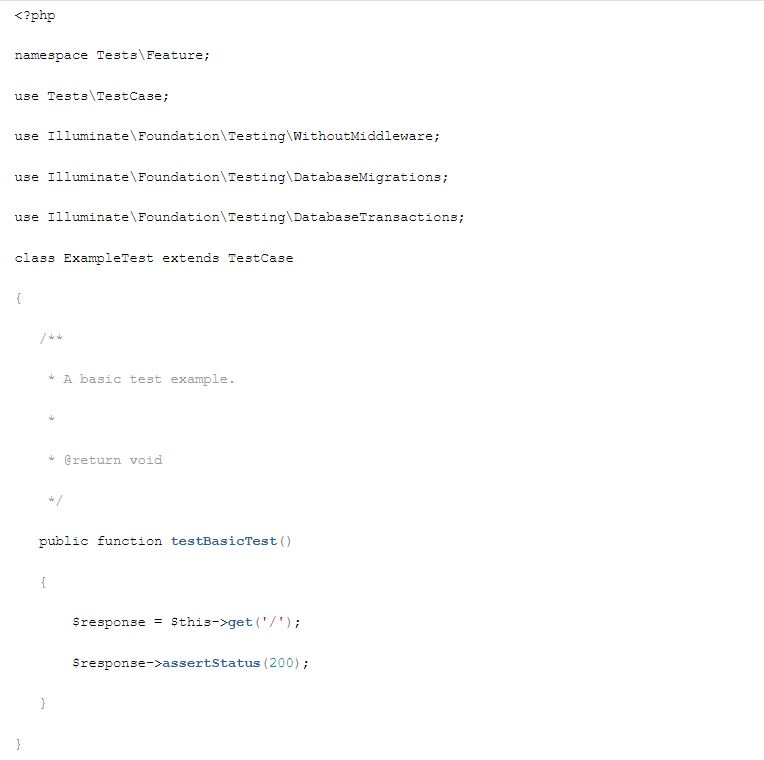 <?php
namespace Tests\Feature;
use Tests\TestCase;
use Illuminate\Foundation\Testing\WithoutMiddleware;
use Illuminate\Foundation\Testing\DatabaseMigrations;
use Illuminate\Foundation\Testing\DatabaseTransactions;
class ExampleTest extends TestCase
{
   /**
    * A basic test example.
    *
    * @return void
    */
   public function testBasicTest()
   {
       $response = $this->get('/');
       $response->assertStatus(200);
   }
}